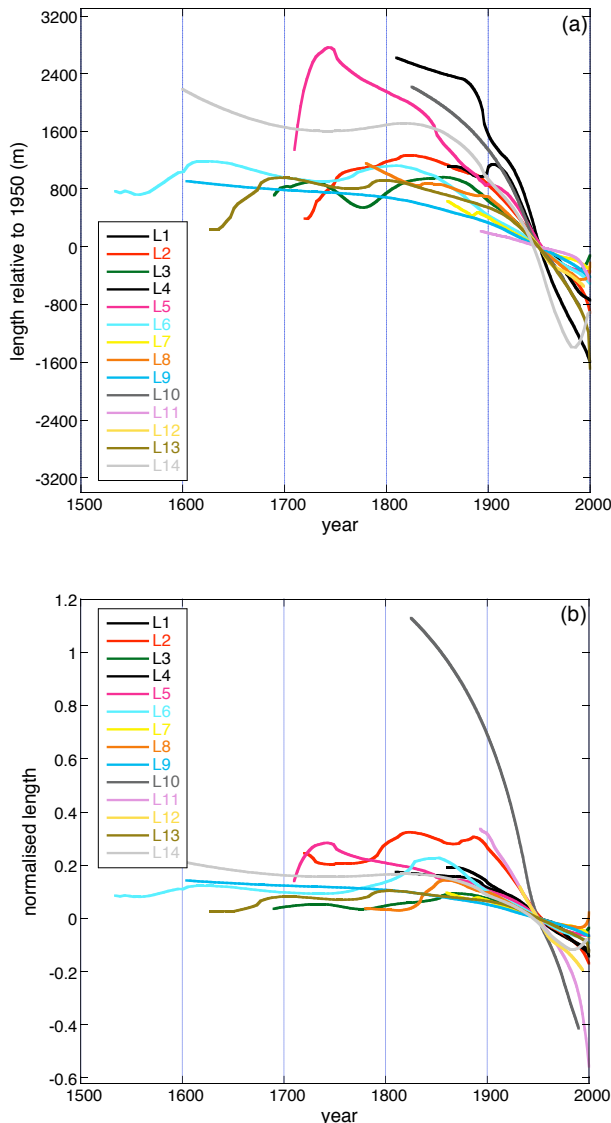 (a)
3200
2400
1600
800
0
-800
-1600
-2400
-3200
length relative to 1950 (m)
L1
L2
L3
L4
L5
L6
L7
L8
L9
L10
L11
L12
L13
L14
1500 1600 1700 1800 1900 2000
year
(b)
1.2
1
0.8
0.6
0.4
0.2
0
-0.2
-0.4
-0.6
normalised length
L1
L2
L3
L4
L5
L6
L7
L8
L9
L10
L11
L12
L13
L14
1500 1600 1700 1800 1900 2000
year